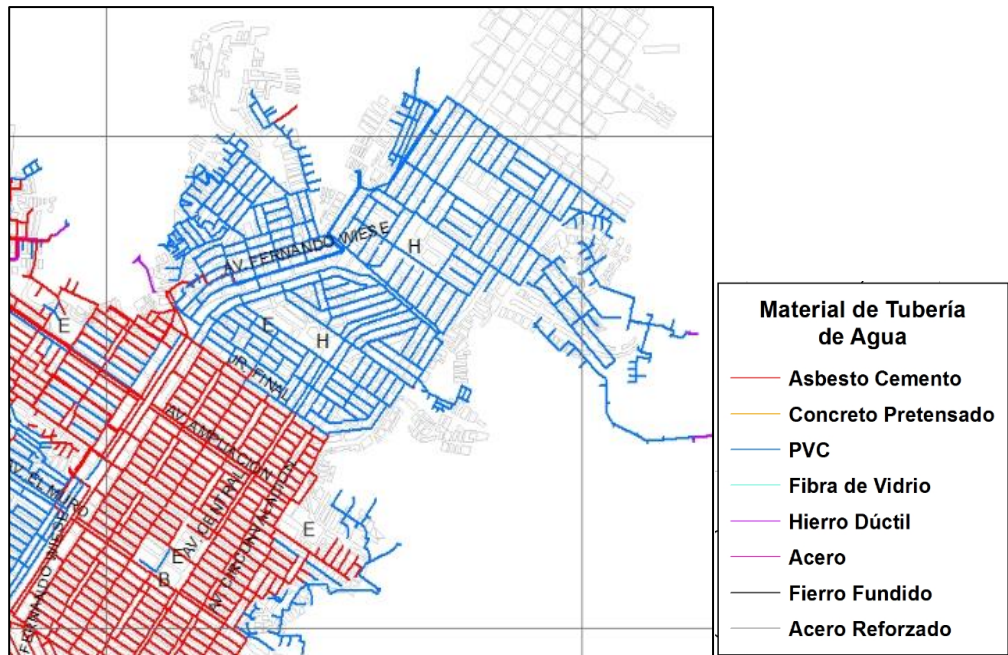 AV. FERNANDO WIESE
H
E
E
H
JR. FINAL
AV. AMPLIACION
AV. CENTRAL
AV. CIRCUNVALACION
E
AV. EL MURO
E
B
FERNANDO WIESE
Material de Tubería
de Agua
Asbesto Cemento
Concreto Pretensado
PVC
Fibra de Vidrio
Hierro Dúctil
Acero
Fierro Fundido
Acero Reforzado